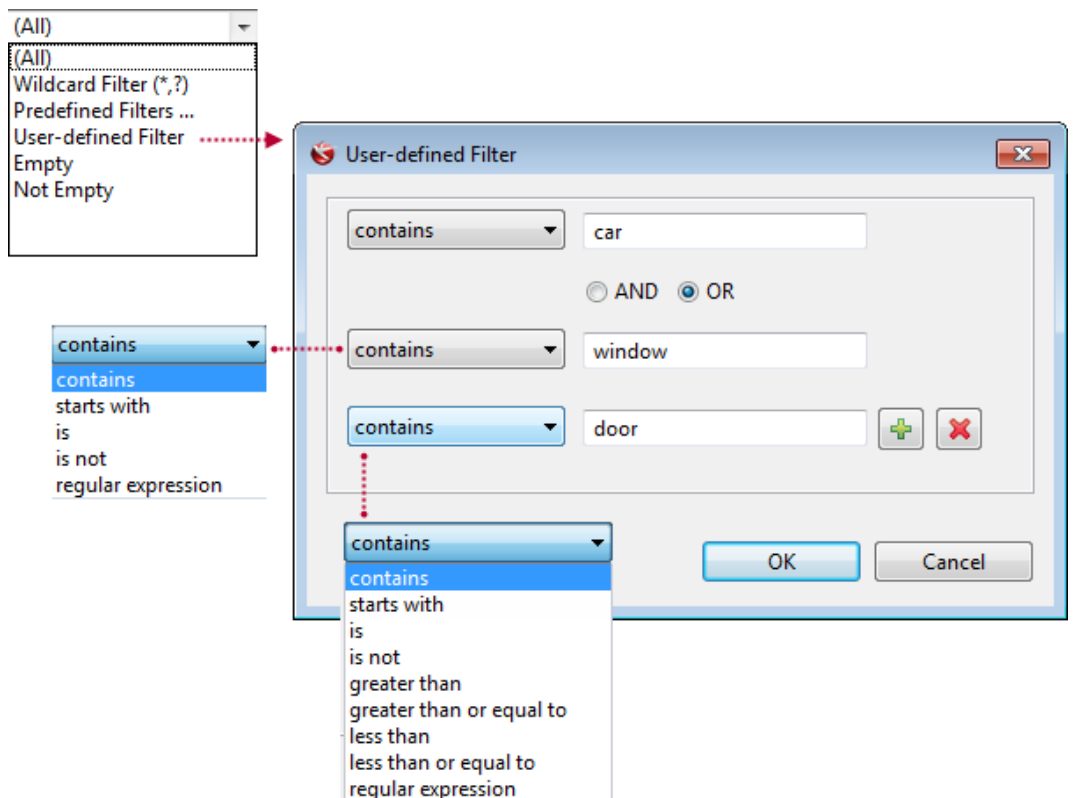 (All)
(All)
Wildcard Filter (*,?)
Predefined Filters ...
User-defined Filter
Empty
Not Empty
User-defined Filter
contains car
AND OR
contains window
contains door
contains
contains
starts with
is
is not
regular expression
contains
contains
starts with
is
is not
greater than
greater than or equal to
less than
less than or equal to
regular expression
OK Cancel